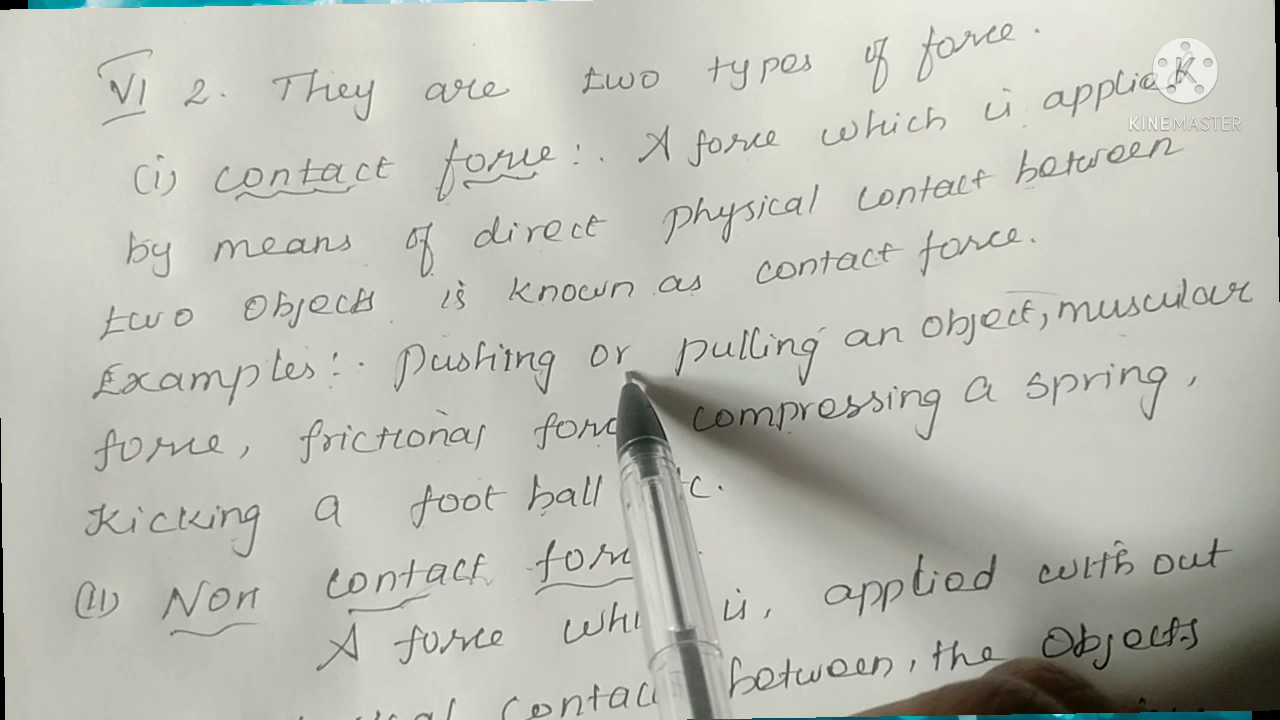 VI 2. They are two types of force.
(i) contact force:. A force which is applied
by means of direct physical contact between
two objects is known as contact force.
Examples:. Pushing or pulling an object, muscular
force, frictional compressing a spring,
Kicking a foot ball
(ii) Non contact
A force is, applied with out
between, the objects
KINEMASTER